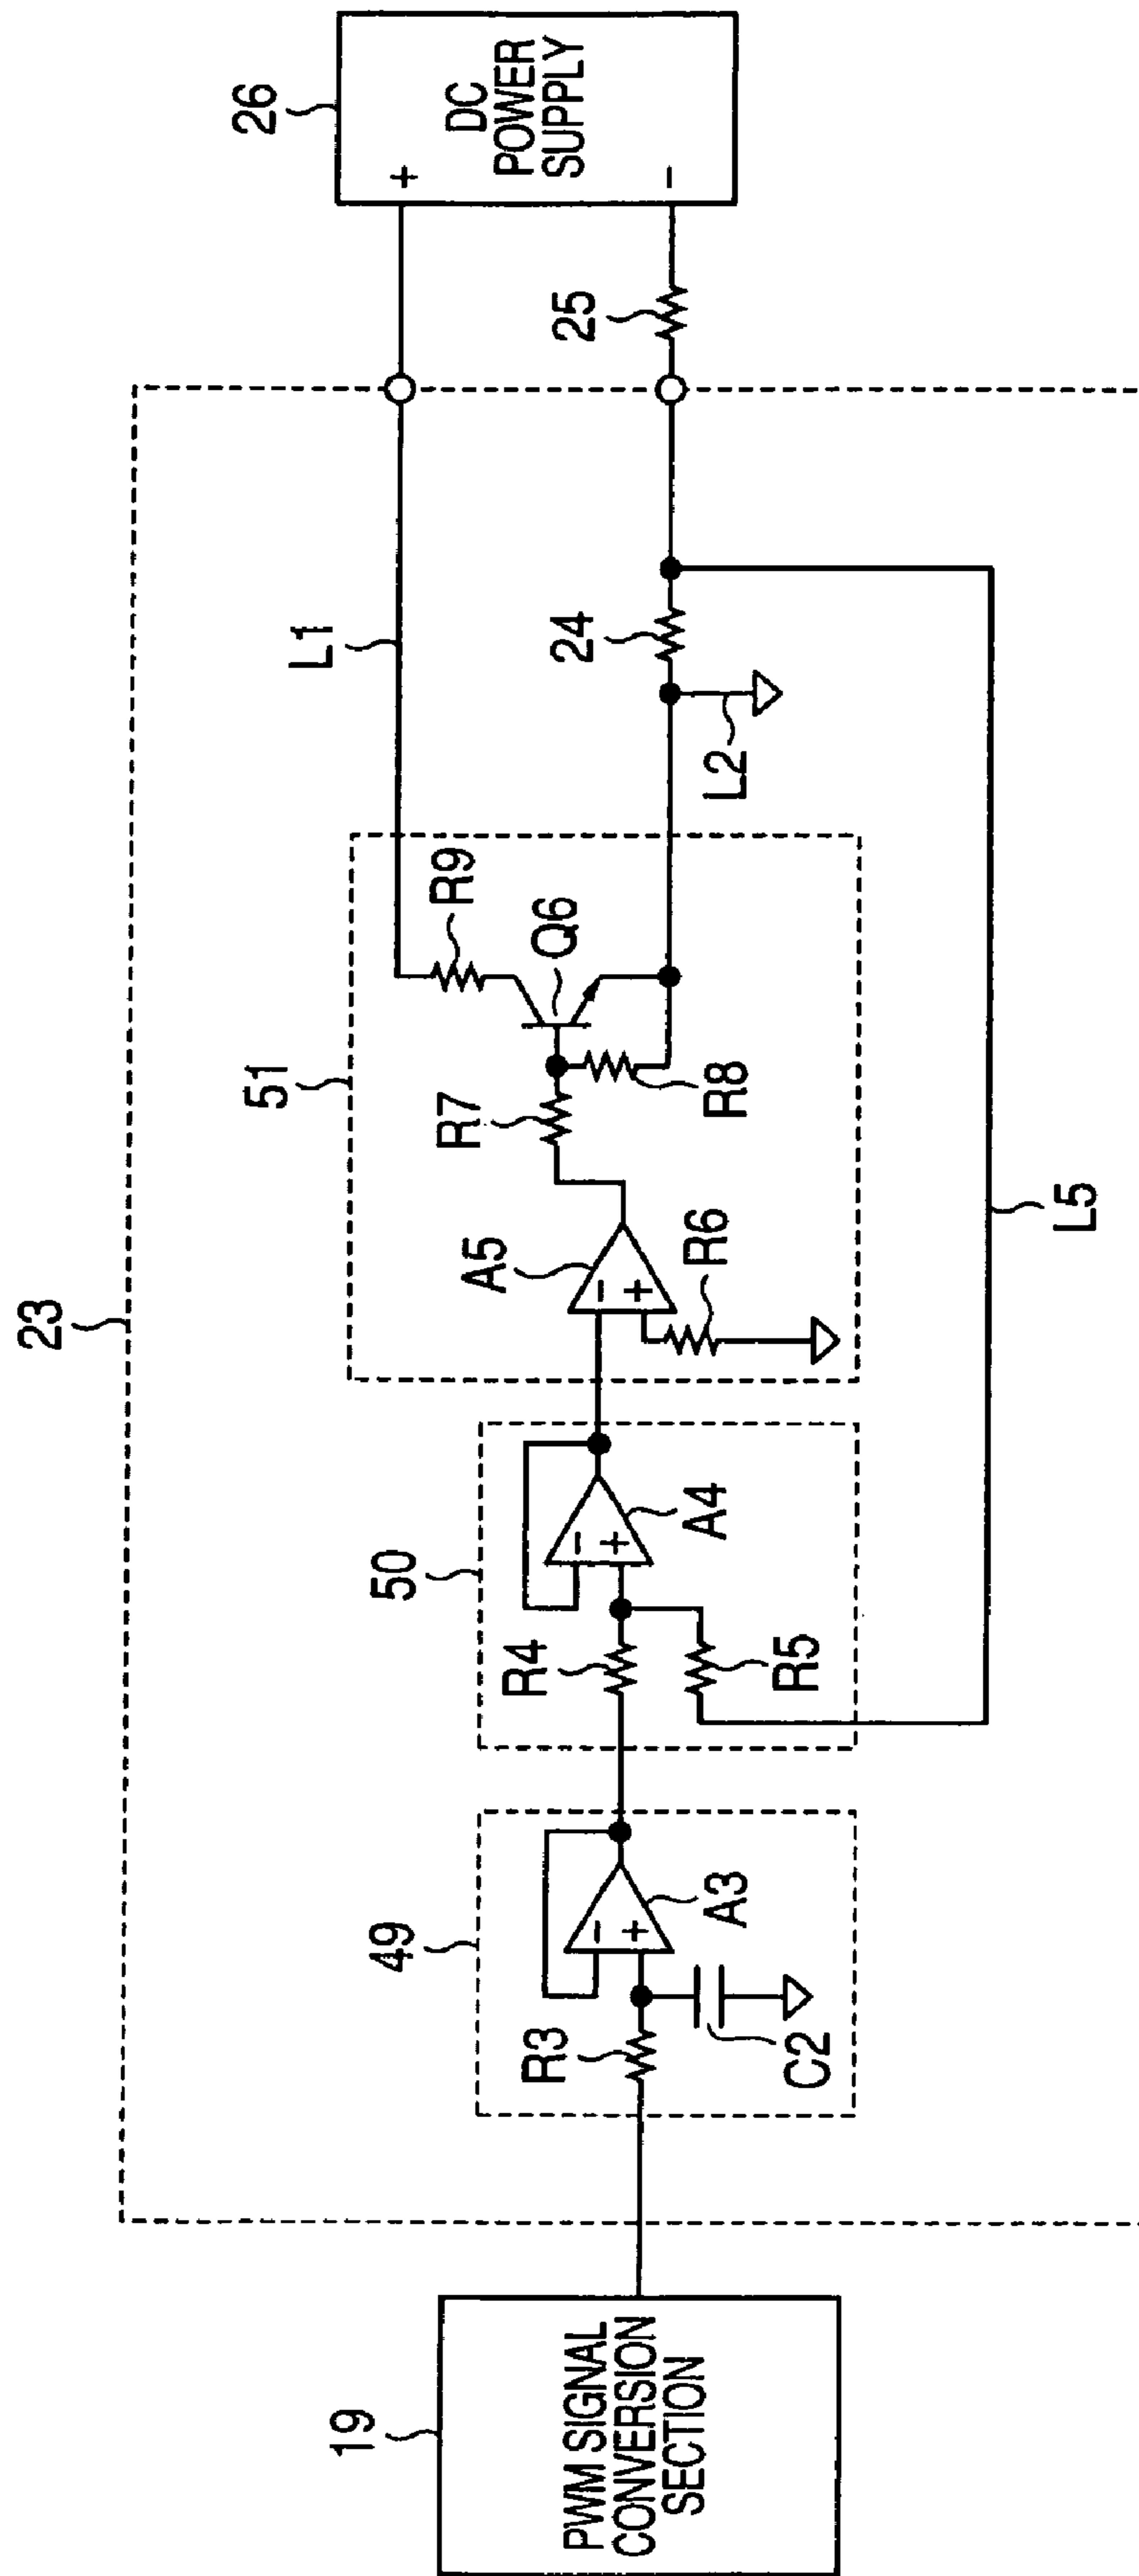 23
19
PWM SIGNAL
CONVERSION
SECTION
49
R3
C2
-
+
A3
50
R4
R5
-
+
A4
51
A5
-
+
R6
R7
R8
Q6
R9
L1
L2
24
25
L5
26
+
-
DC
POWER
SUPPLY